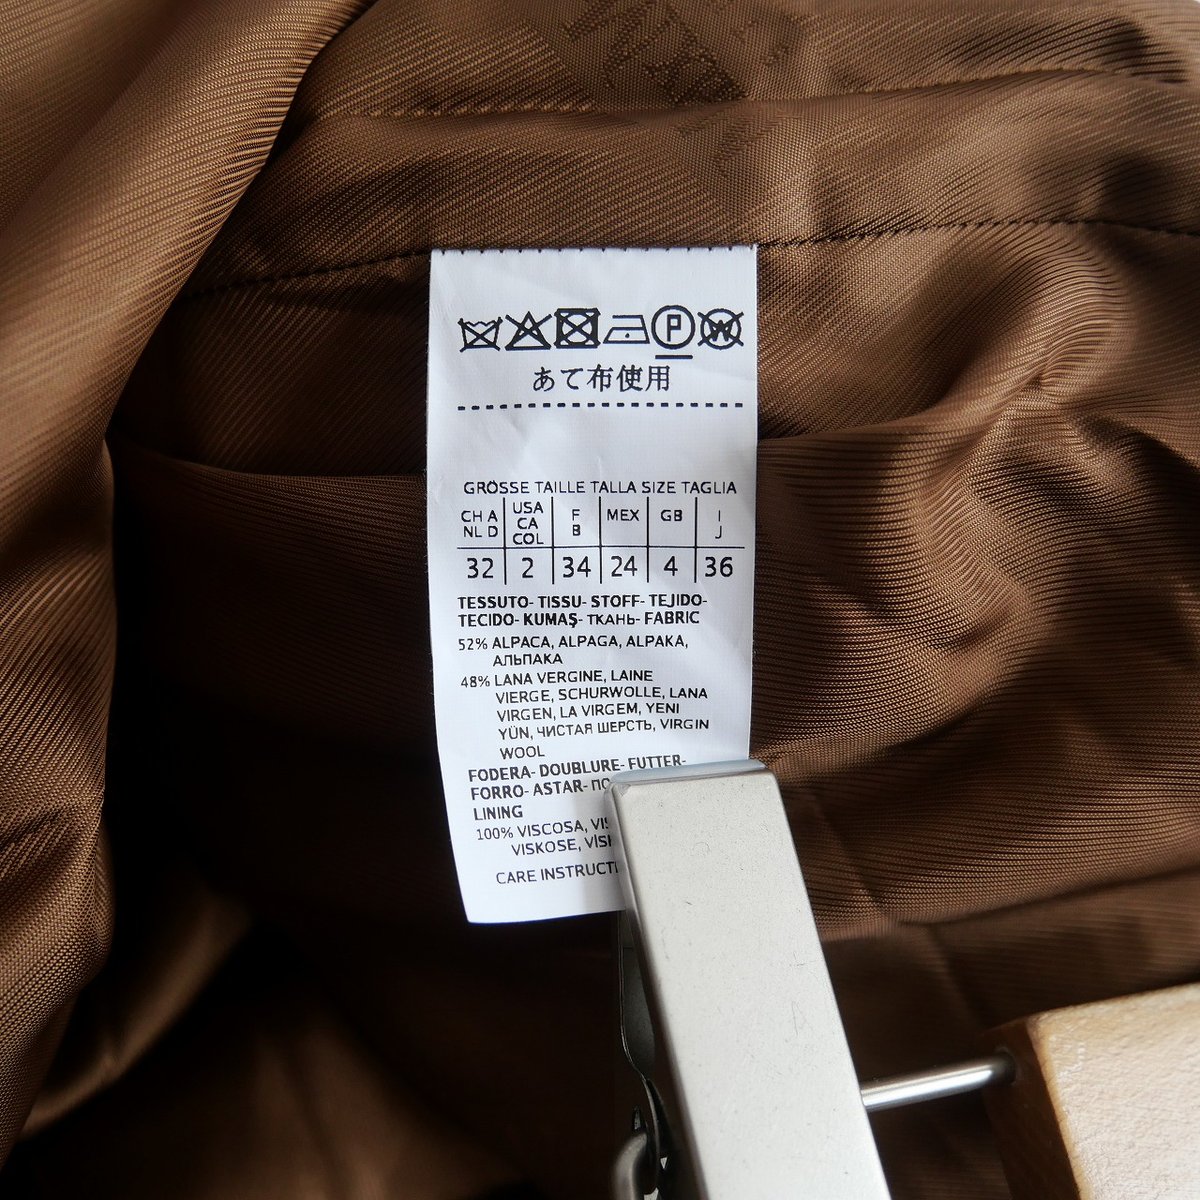 P W
あて布使用
GRÖSSE TAILLE TALLA SIZE TAGLIA
CH A NL D USA CA COL F B MEX GB I J
32 2 34 24 4 36
TESSUTO- TISSU- STOFF- TEJIDO-
TECIDO- KUMAŞ- ТКАНЬ- FABRIC
52% ALPACA, ALPAGA, ALPAKA,
АЛЬПАКА
48% LANA VERGINE, LAINE
VIERGE, SCHURWOLLE, LANA
VIRGEN, LA VIRGEM, YENI
YÜN, ЧИСТАЯ ШЕРСТЬ, VIRGIN
WOOL
FODERA- DOUBLURE- FUTTER-
FORRO- ASTAR-
LINING
100% VISCOSA,
VISKOSE,
CARE